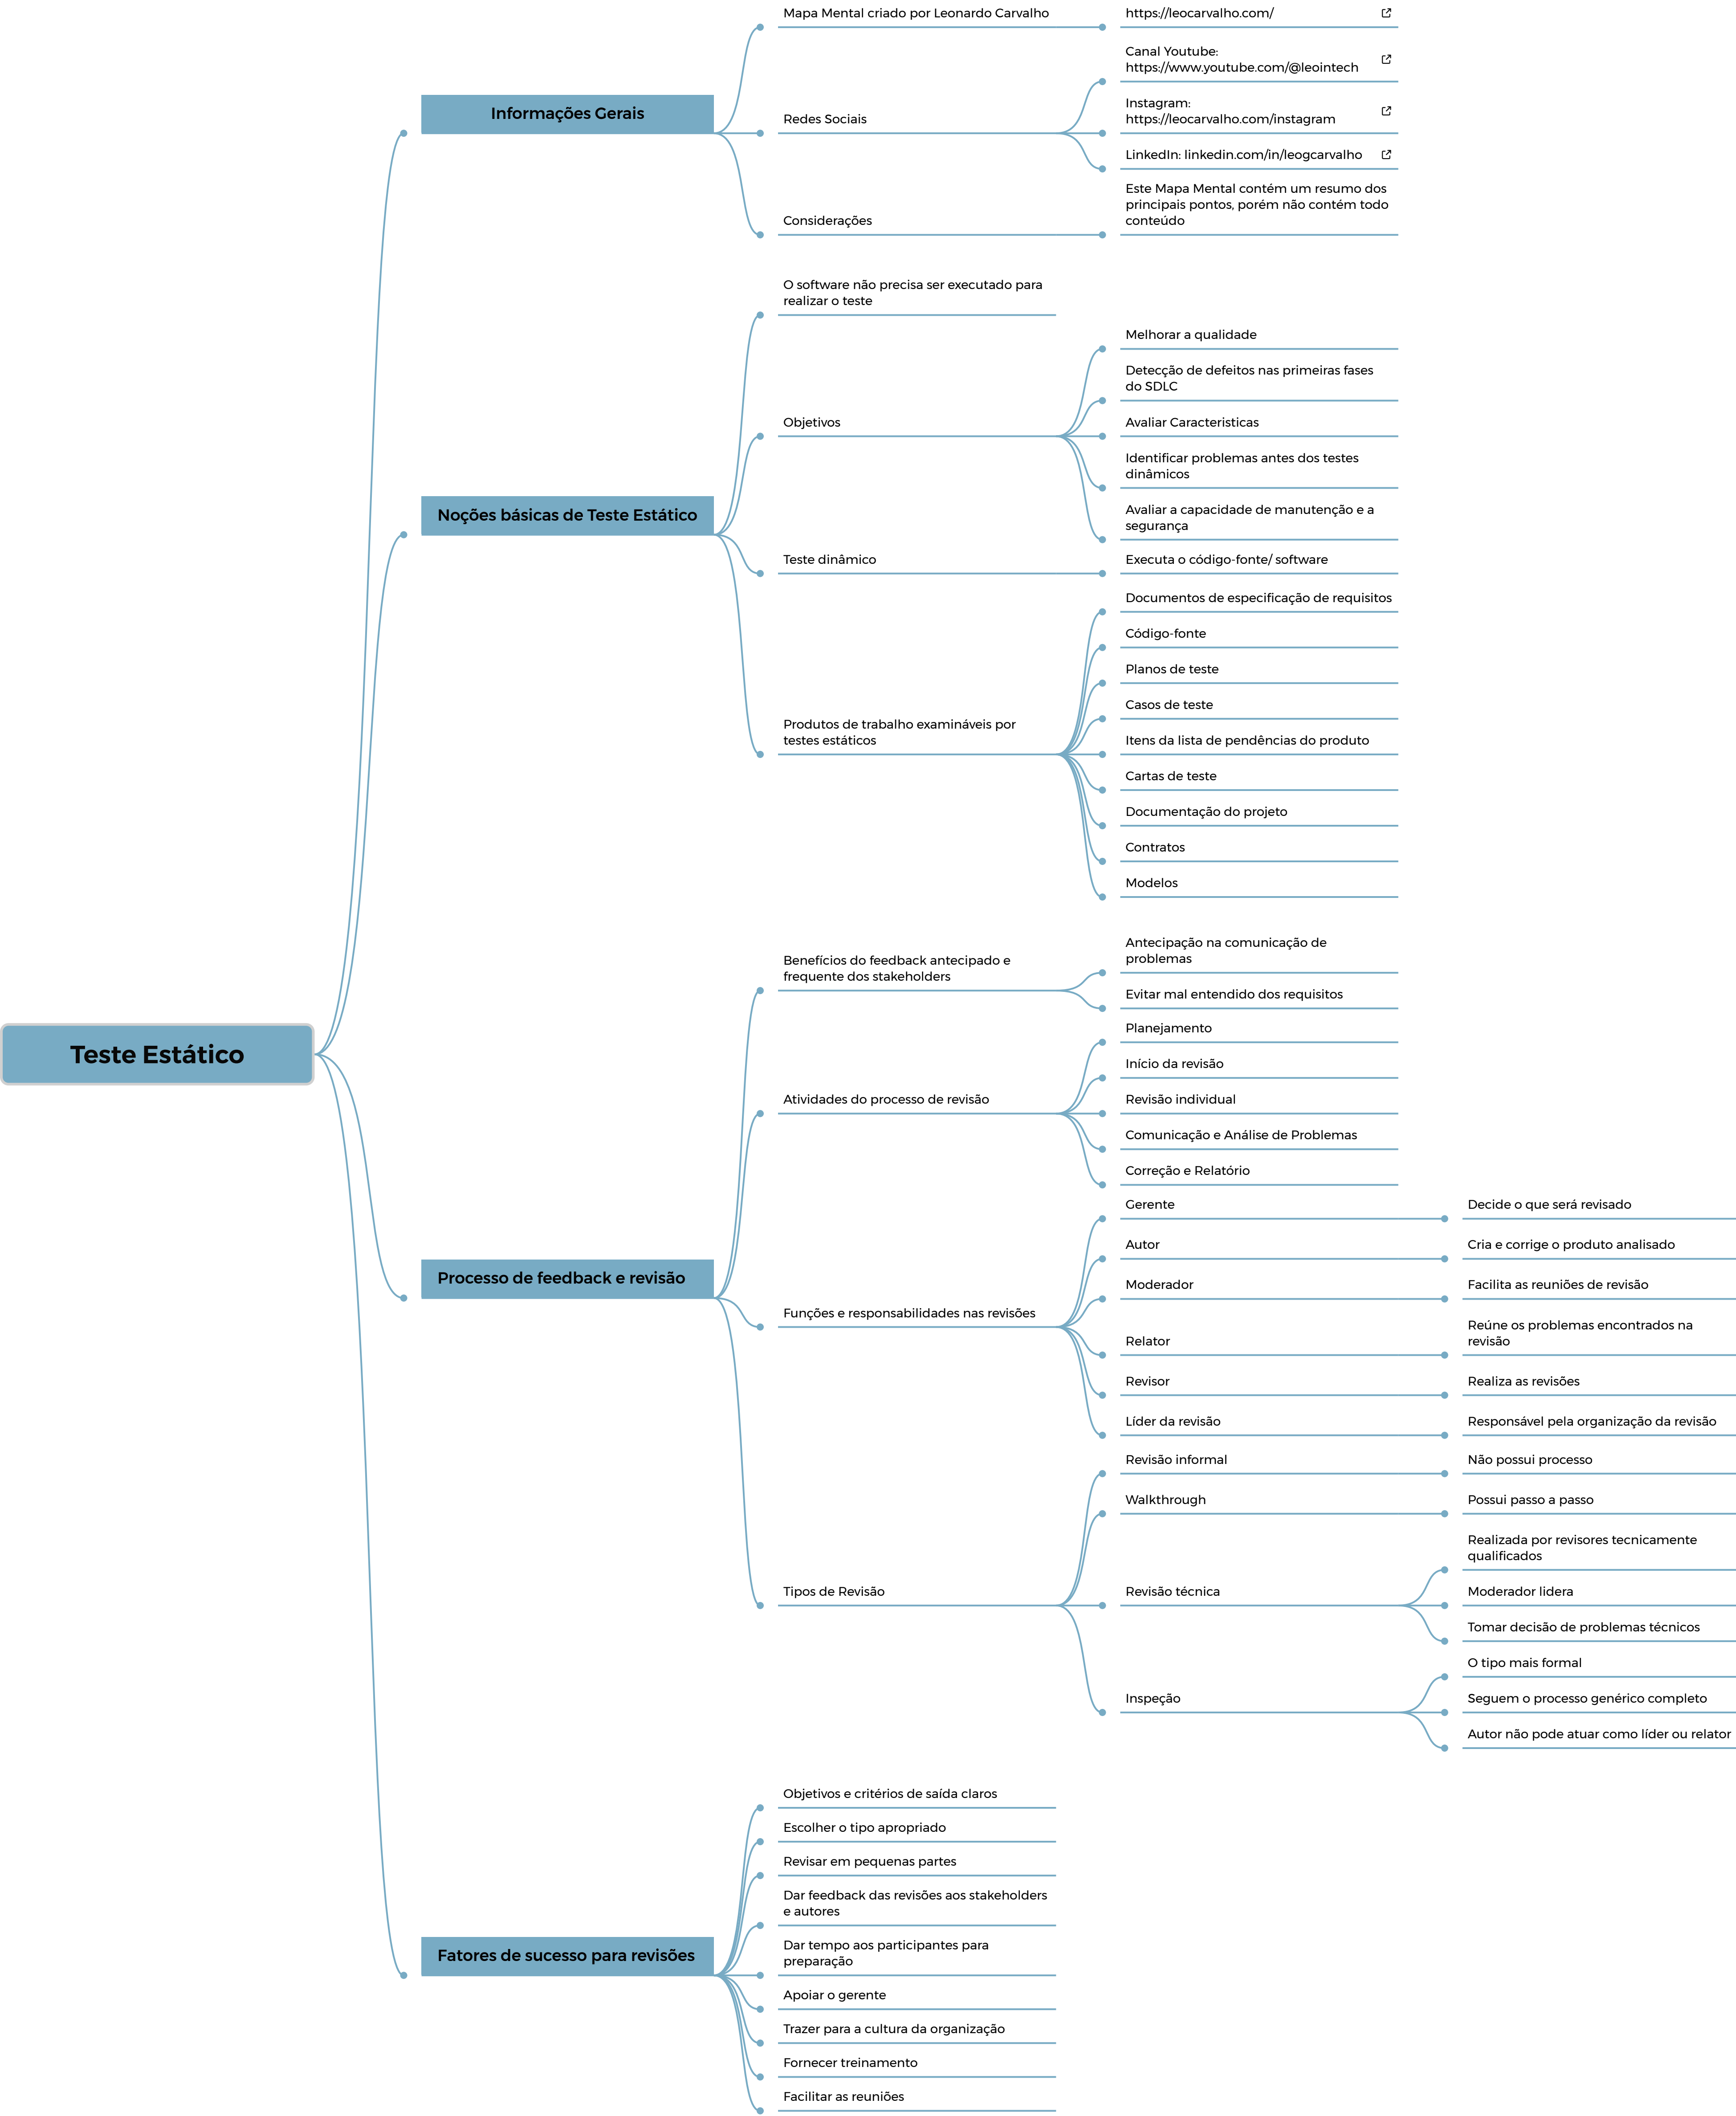 Mapa Mental criado por Leonardo Carvalho
https://leocarvalho.com/
Canal Youtube:
https://www.youtube.com/@leointech
Informações Gerais
Instagram:
https://leocarvalho.com/instagram
Redes Sociais
LinkedIn: linkedin.com/in/leogcarvalho
Este Mapa Mental contém um resumo dos
principais pontos, porém não contém todo
conteúdo
Considerações
O software não precisa ser executado para
realizar o teste
Melhorar a qualidade
Detecção de defeitos nas primeiras fases
do SDLC
Objetivos
Avaliar Caracteristicas
Identificar problemas antes dos testes
dinâmicos
Noções básicas de Teste Estático
Avaliar a capacidade de manutenção e a
segurança
Teste dinâmico
Executa o código-fonte/ software
Documentos de especificação de requisitos
Código-fonte
Planos de teste
Casos de teste
Produtos de trabalho examináveis por
testes estáticos
Itens da lista de pendências do produto
Cartas de teste
Documentação do projeto
Contratos
Modelos
Antecipação na comunicação de
problemas
Benefícios do feedback antecipado e
frequente dos stakeholders
Evitar mal entendido dos requisitos
Planejamento
Teste Estático
Início da revisão
Atividades do processo de revisão
Revisão individual
Comunicação e Análise de Problemas
Correção e Relatório
Gerente
Decide o que será revisado
Autor
Cria e corrige o produto analisado
Processo de feedback e revisão
Moderador
Facilita as reuniões de revisão
Funções e responsabilidades nas revisões
Relator
Reúne os problemas encontrados na
revisão
Revisor
Realiza as revisões
Líder da revisão
Responsável pela organização da revisão
Revisão informal
Não possui processo
Walkthrough
Possui passo a passo
Tipos de Revisão
Revisão técnica
Realizada por revisores tecnicamente
qualificados
Moderador lidera
Tomar decisão de problemas técnicos
Inspeção
O tipo mais formal
Seguem o processo genérico completo
Autor não pode atuar como líder ou relator
Objetivos e critérios de saída claros
Escolher o tipo apropriado
Revisar em pequenas partes
Dar feedback das revisões aos stakeholders
e autores
Fatores de sucesso para revisões
Dar tempo aos participantes para
preparação
Apoiar o gerente
Trazer para a cultura da organização
Fornecer treinamento
Facilitar as reuniões